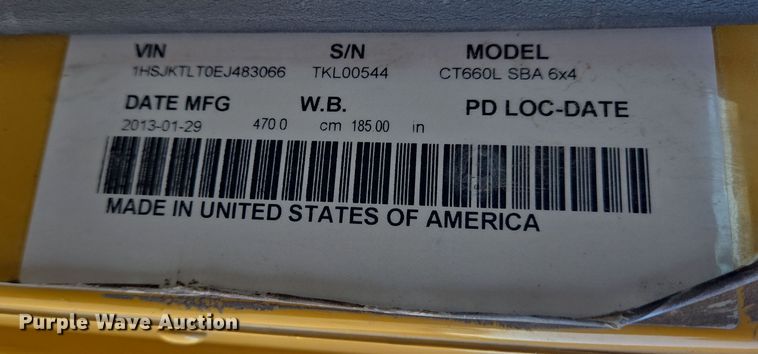 VIN S/N MODEL
1HSJKTLT0EJ483066 TKL00544 CT660L SBA 6x4
DATE MFG W.B. PD LOC-DATE
2013-01-29 470.0 cm 185.00 in
MADE IN UNITED STATES OF AMERICA
Purple Wave Auction